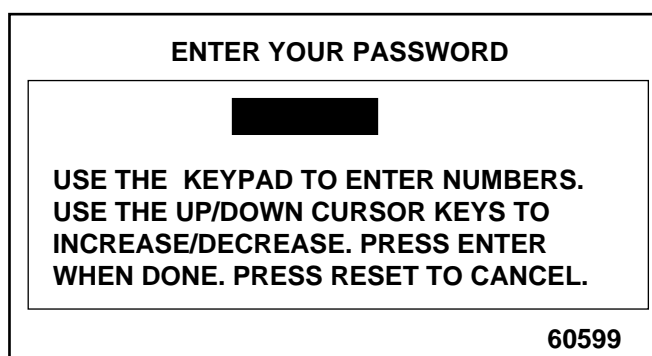 ENTER YOUR PASSWORD
USE THE KEYPAD TO ENTER NUMBERS.
USE THE UP/DOWN CURSOR KEYS TO
INCREASE/DECREASE. PRESS ENTER
WHEN DONE. PRESS RESET TO CANCEL.
60599